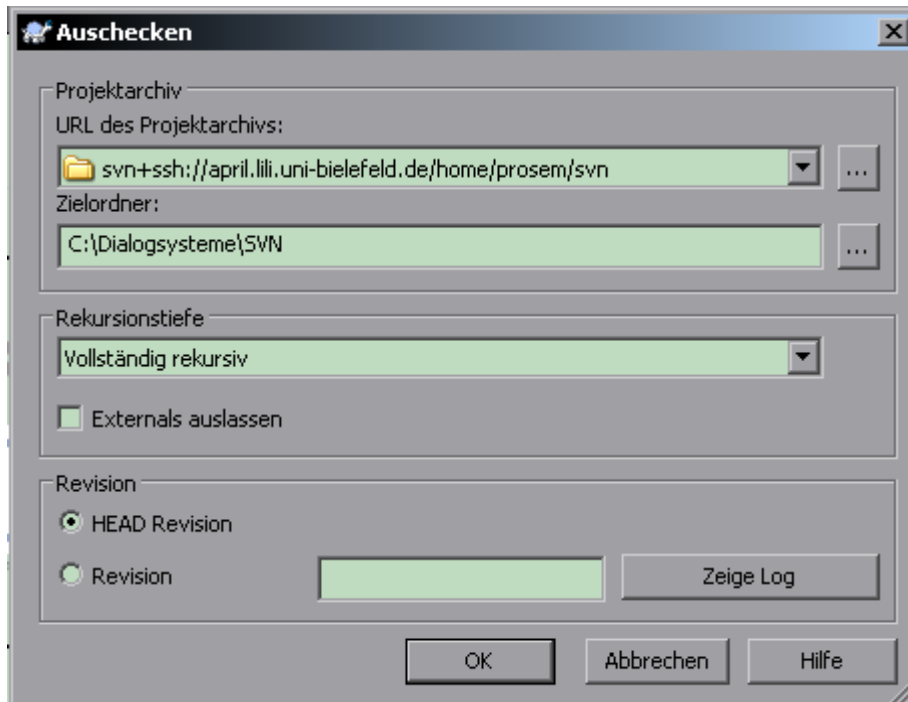 Auschecken
Projektarchiv
URL des Projektarchivs:
svn+ssh://april.lili.uni-bielefeld.de/home/prosem/svn
...
Zielordner:
C:\Dialogsysteme\SVN
...
Rekursionstiefe
Vollständig rekursiv
Externals auslassen
Revision
HEAD Revision
Revision
Zeige Log
OK
Abbrechen
Hilfe